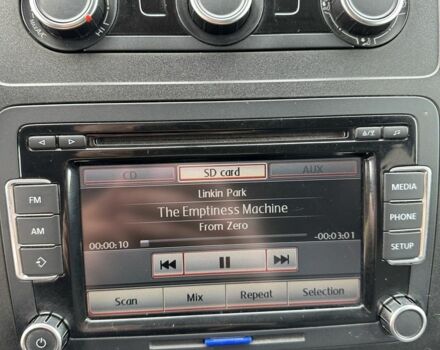 HI
CD
SD card
AUX
FM
MEDIA
Linkin Park
The Emptiness Machine
From Zero
AM
PHONE
00:00:10
-00:03:01
SETUP
Scan
Mix
Repeat
Selection